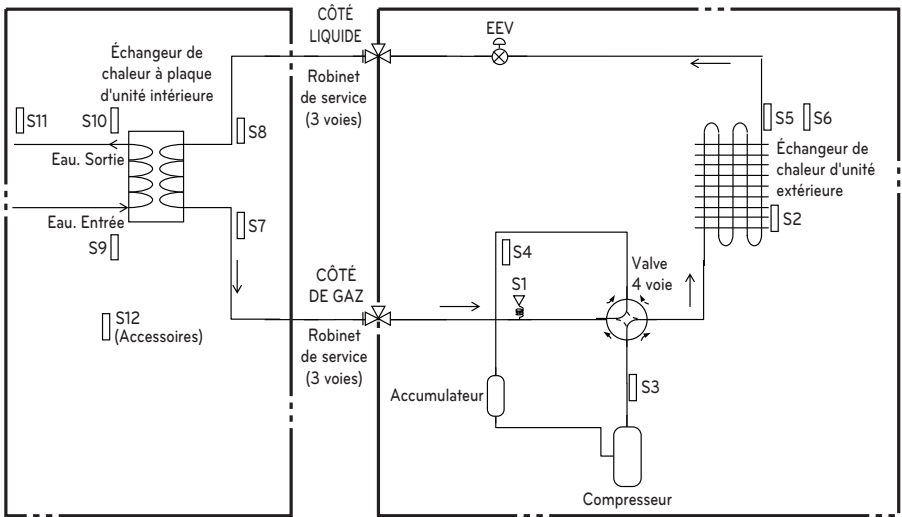 CÔTÉ
LIQUIDE
EEV
Échangeur de
chaleur à plaque
d'unité intérieure
Robinet
de service
(3 voies)
S11
S10
S8
S5
S6
Eau. Sortie
Échangeur de
chaleur d'unité
extérieure
Eau. Entrée
S7
S2
S9
S4
CÔTÉ
DE GAZ
S1
Valve
4 voie
S12
(Accessoires)
Robinet
de service
(3 voies)
Accumulateur
S3
Compresseur